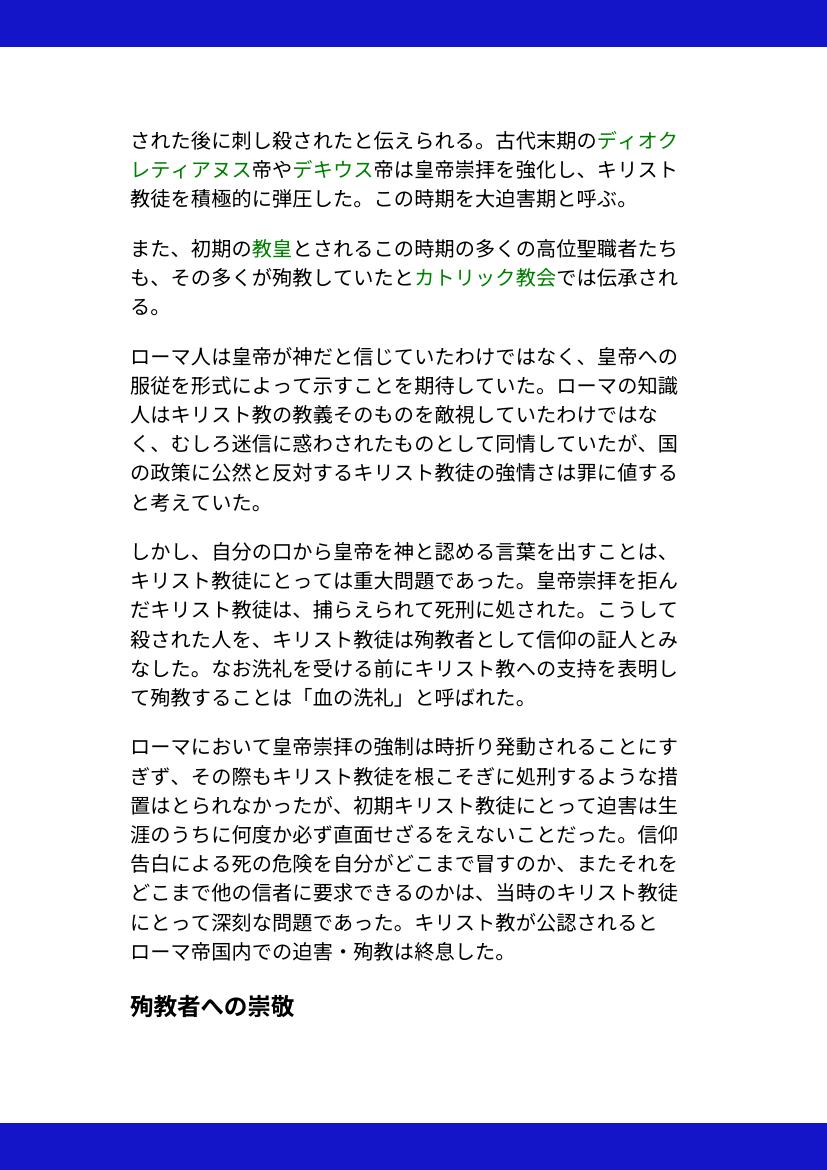 された後に刺し殺されたと伝えられる。古代末期のディオク
レティアヌス帝やデキウス帝は皇帝崇拝を強化し、キリスト
教徒を積極的に弾圧した。この時期を大迫害期と呼ぶ。
また、初期の教皇とされるこの時期の多くの高位聖職者たち
も、その多くが殉教していたとカトリック教会では伝承され
る。
ローマ人は皇帝が神だと信じていたわけではなく、皇帝への
服従を形式によって示すことを期待していた。ローマの知識
人はキリスト教の教義そのものを敵視していたわけではな
く、むしろ迷信に惑わされたものとして同情していたが、国
の政策に公然と反対するキリスト教徒の強情さは罪に値する
と考えていた。
しかし、自分の口から皇帝を神と認める言葉を出すことは、
キリスト教徒にとっては重大問題であった。皇帝崇拝を拒ん
だキリスト教徒は、捕らえられて死刑に処された。こうして
殺された人を、キリスト教徒は殉教者として信仰の証人とみ
なした。なお洗礼を受ける前にキリスト教への支持を表明し
て殉教することは「血の洗礼」と呼ばれた。
ローマにおいて皇帝崇拝の強制は時折り発動されることにす
ぎず、その際もキリスト教徒を根こそぎに処刑するような措
置はとられなかったが、初期キリスト教徒にとって迫害は生
涯のうちに何度か必ず直面せざるをえないことだった。信仰
告白による死の危険を自分がどこまで冒すのか、またそれを
どこまで他の信者に要求できるのかは、当時のキリスト教徒
にとって深刻な問題であった。キリスト教が公認されると
ローマ帝国内での迫害・殉教は終息した。
殉教者への崇敬